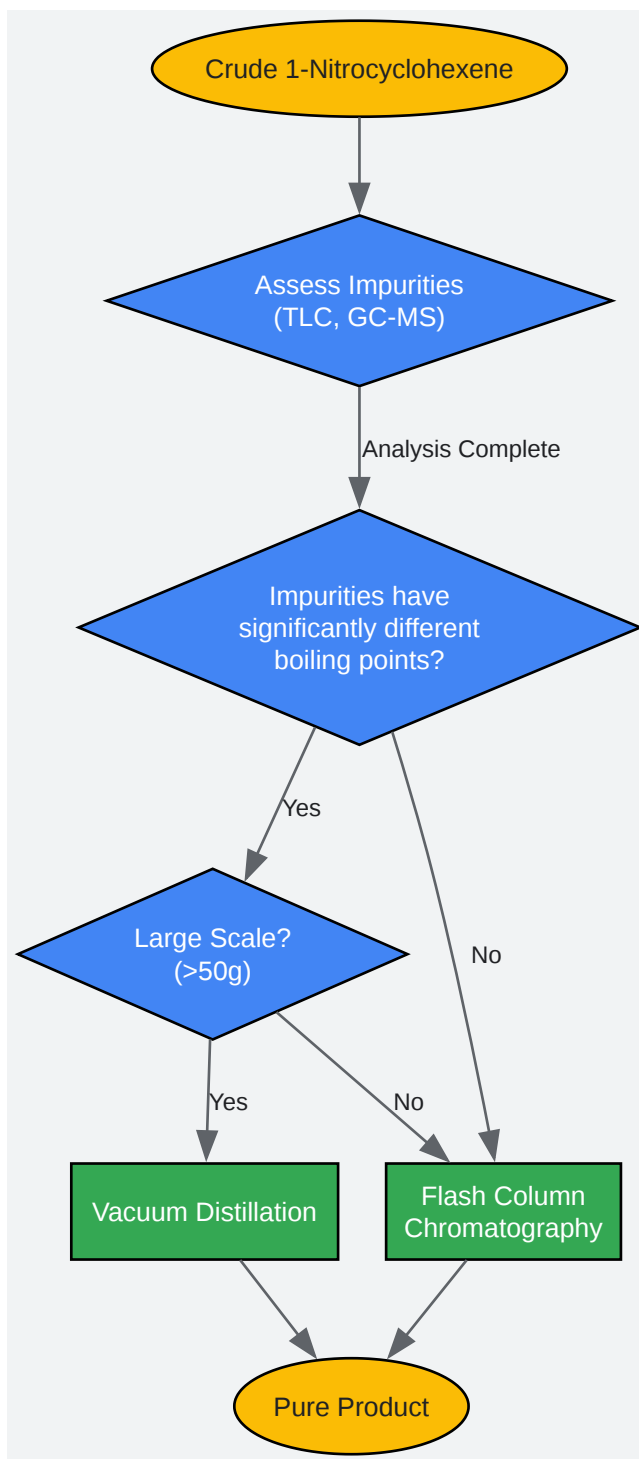 Crude 1-Nitrocyclohexene
Assess Impurities
(TLC, GC-MS)
Analysis Complete
Impurities have
significantly different
boiling points?
Yes
Large Scale?
(>50g)
No
Yes
No
Vacuum Distillation
Flash Column
Chromatography
Pure Product